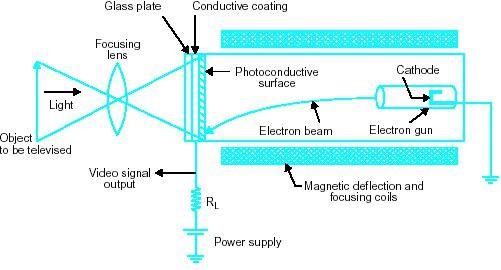 Glass plate
Conductive coating
Focusing
lens
Photoconductive
surface
Cathode
Light
Object
to be televised
Electron beam
Electron gun
Video signal
output
Magnetic deflection and
focusing coils
RL
Power supply